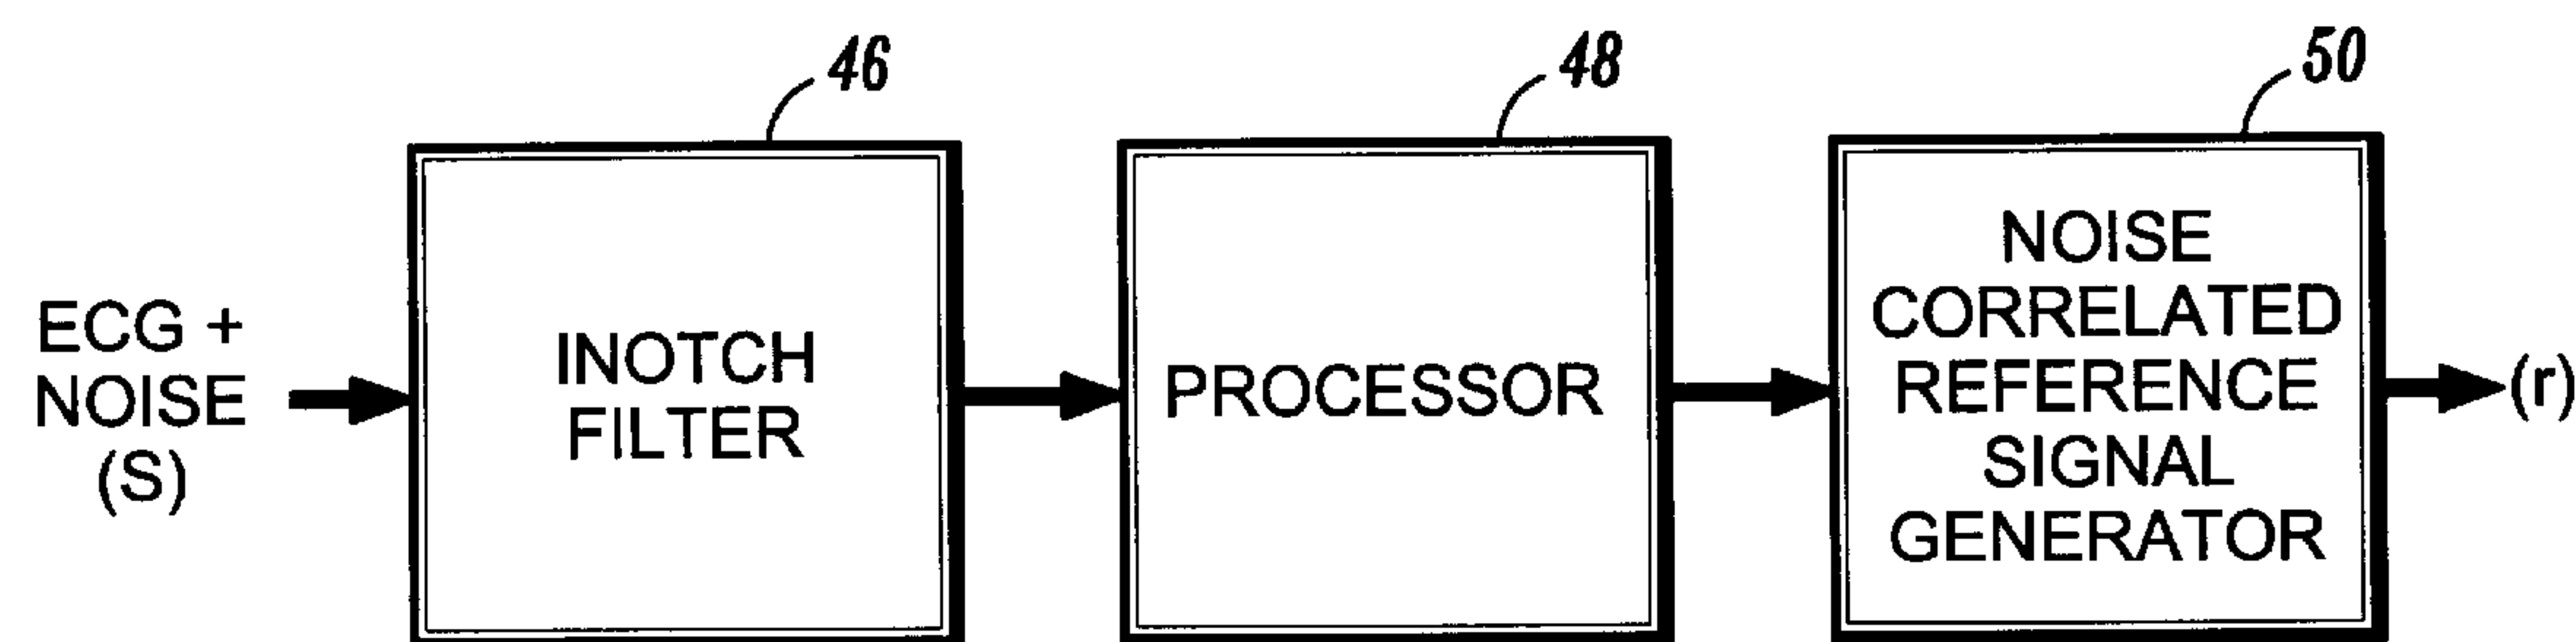 46
48
50
ECG +
NOISE
(S)
INOTCH
FILTER
PROCESSOR
NOISE
CORRELATED
REFERENCE
SIGNAL
GENERATOR
(r)